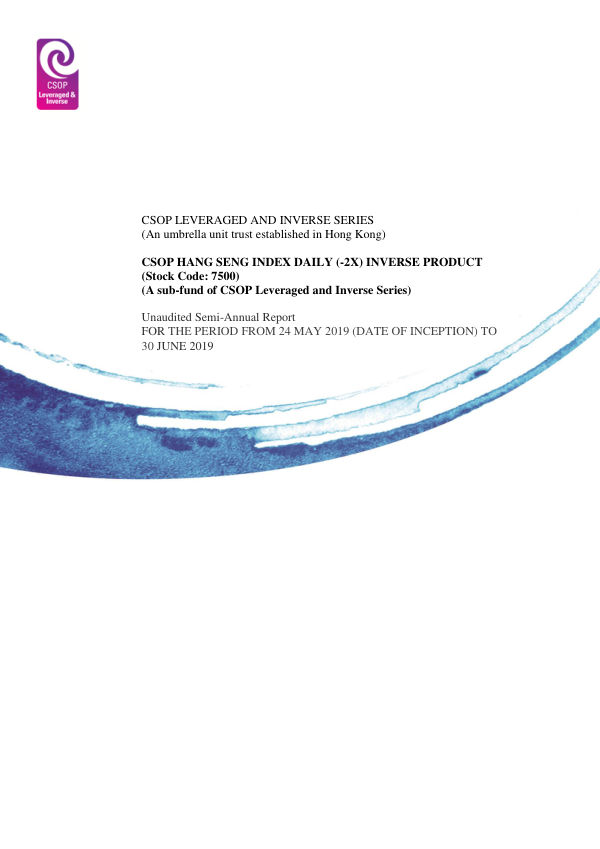 CSOP
Leveraged &
Inverse
CSOP LEVERAGED AND INVERSE SERIES
(An umbrella unit trust established in Hong Kong)
CSOP HANG SENG INDEX DAILY (-2X) INVERSE PRODUCT
(Stock Code: 7500)
(A sub-fund of CSOP Leveraged and Inverse Series)
Unaudited Semi-Annual Report
FOR THE PERIOD FROM 24 MAY 2019 (DATE OF INCEPTION) TO
30 JUNE 2019